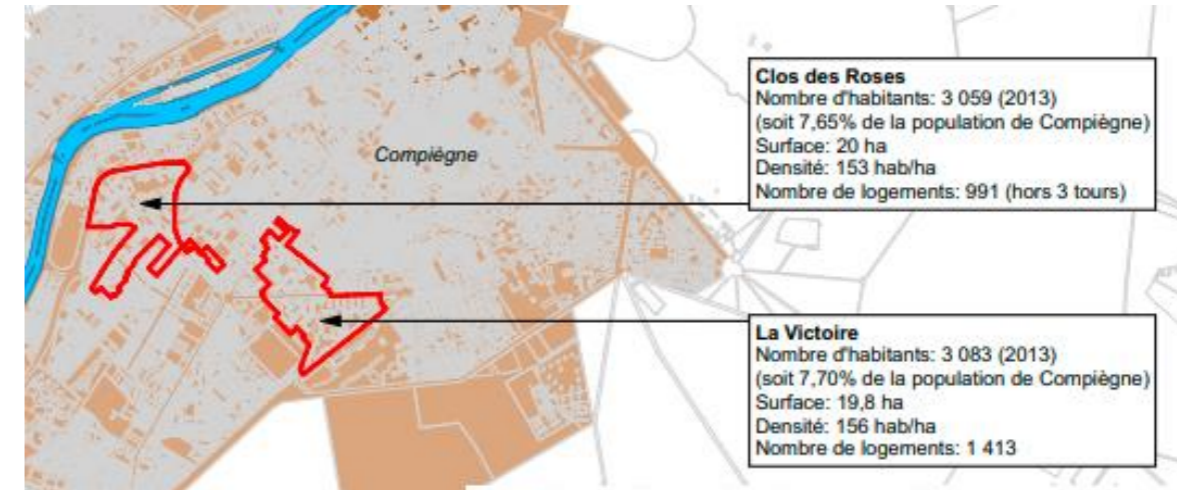 Compiègne
Clos des Roses
Nombre d'habitants: 3 059 (2013)
(soit 7,65% de la population de Compiègne)
Surface: 20 ha
Densité: 153 hab/ha
Nombre de logements: 991 (hors 3 tours)
La Victoire
Nombre d'habitants: 3 083 (2013)
(soit 7,70% de la population de Compiègne)
Surface: 19,8 ha
Densité: 156 hab/ha
Nombre de logements: 1 413